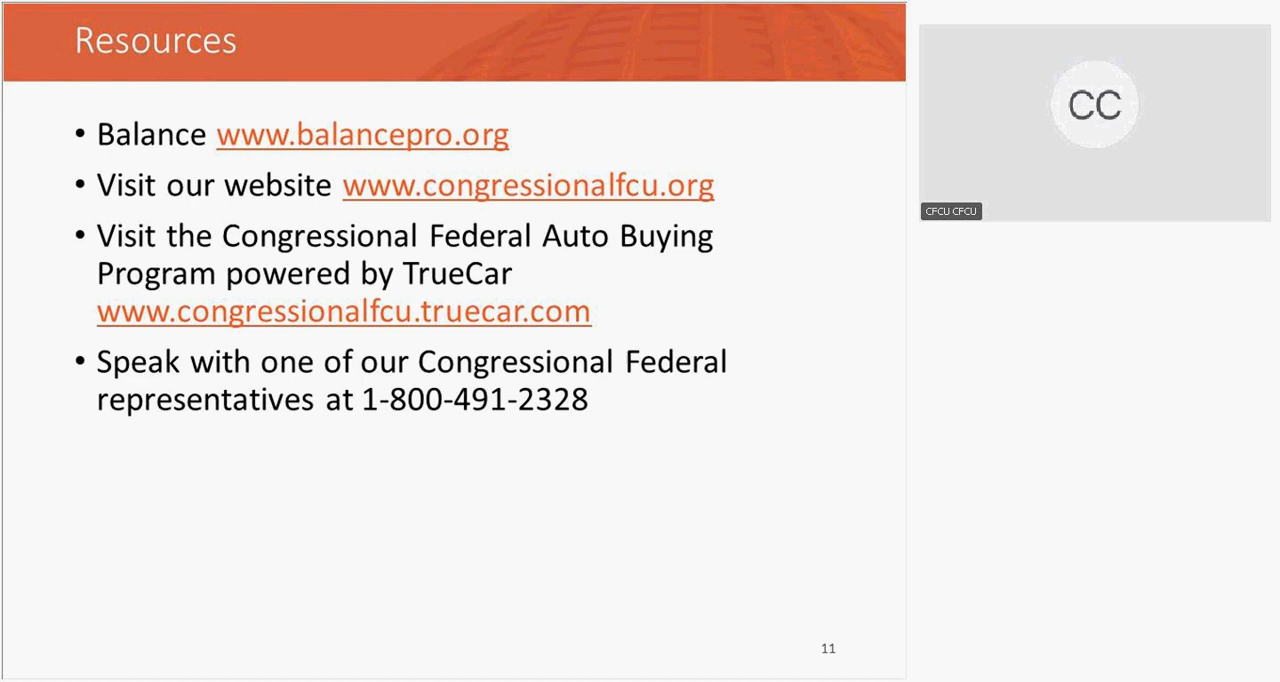 Resources
• Balance www.balancepro.org
• Visit our website www.congressionalfcu.org
• Visit the Congressional Federal Auto Buying
Program powered by TrueCar
www.congressionalfcu.truecar.com
• Speak with one of our Congressional Federal
representatives at 1-800-491-2328
11
CC
CFCU CFCU